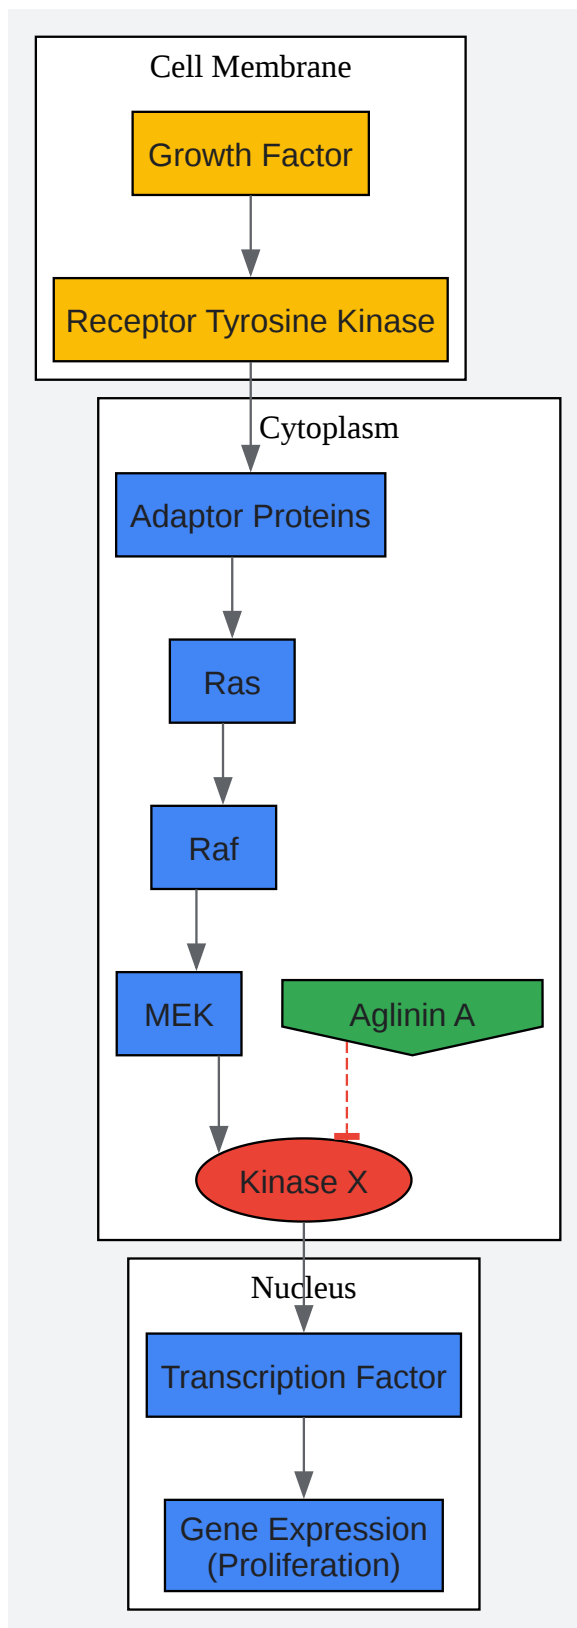 Cell Membrane
Growth Factor
Receptor Tyrosine Kinase
Cytoplasm
Adaptor Proteins
Ras
Raf
MEK
Aglinin A
Kinase X
Nucleus
Transcription Factor
Gene Expression
(Proliferation)